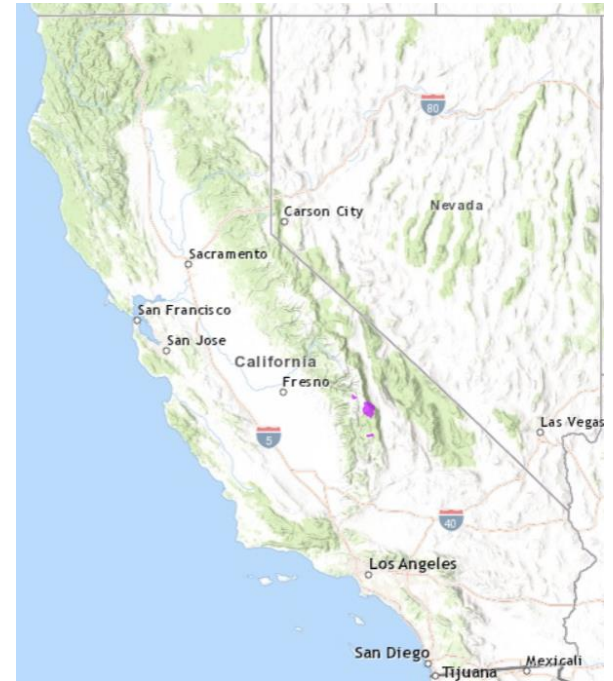 80
Carson City
Nevada
Sacramento
San Francisco
San Jose
California
Fresno
5
Las Vegas
40
Los Angeles
San Diego
Tijuana
Mexicali